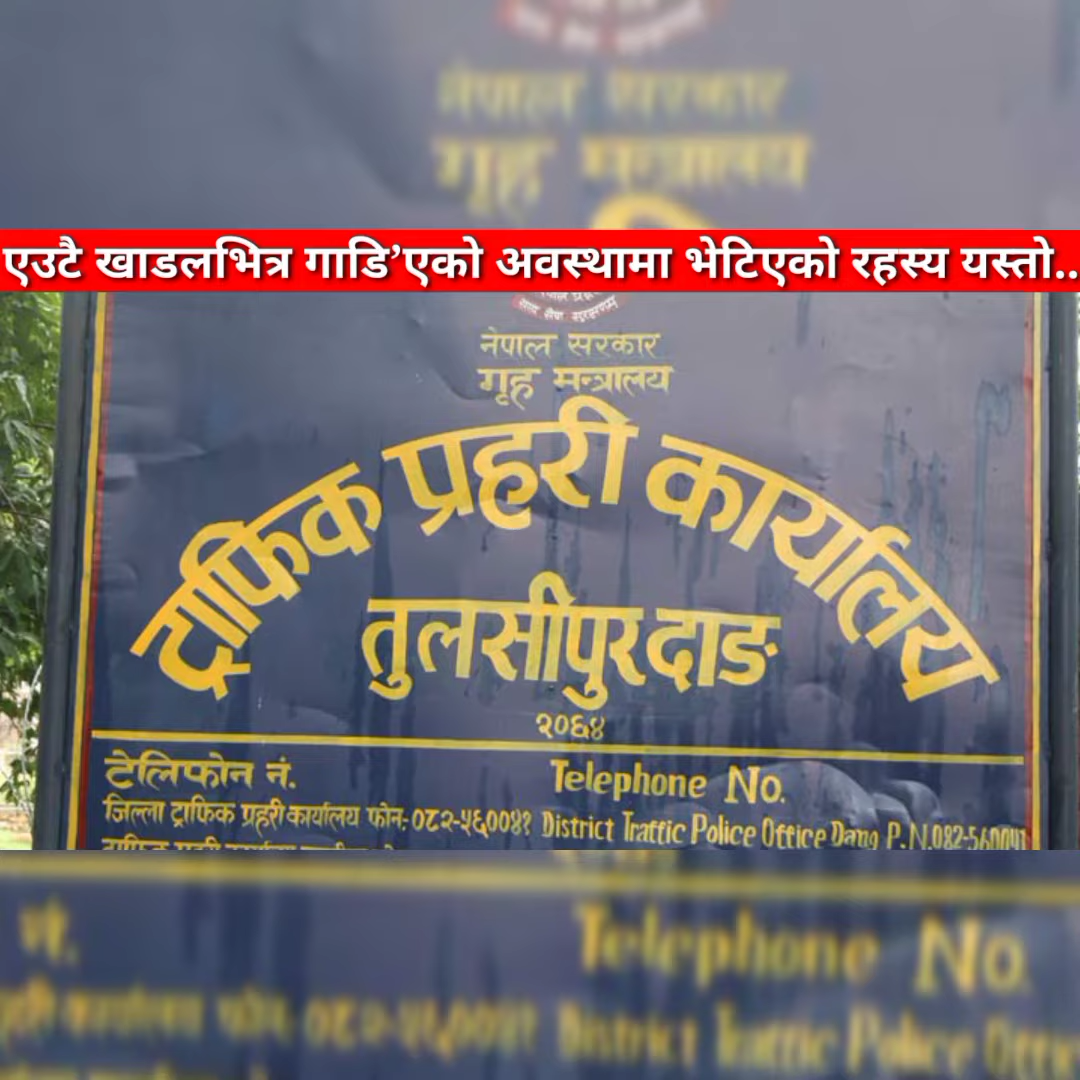 नेपाल सरकार
गृह मन्त्रालय
एउटै खाडलभित्र गाडि’एको अवस्थामा भेटिएको रहस्य यस्तो..
नेपाल सरकार
गृह मन्त्रालय
ट्राफिक प्रहरी कार्यालय
तुलसीपुर दाङ
२०६४
टेलिफोन नं. Telephone No.
जिल्ला ट्राफिक प्रहरी कार्यालय फोन:-०८२-५६००४१ District Traffic Police Office Dang P.N.082-560041
नं. Telephone No.